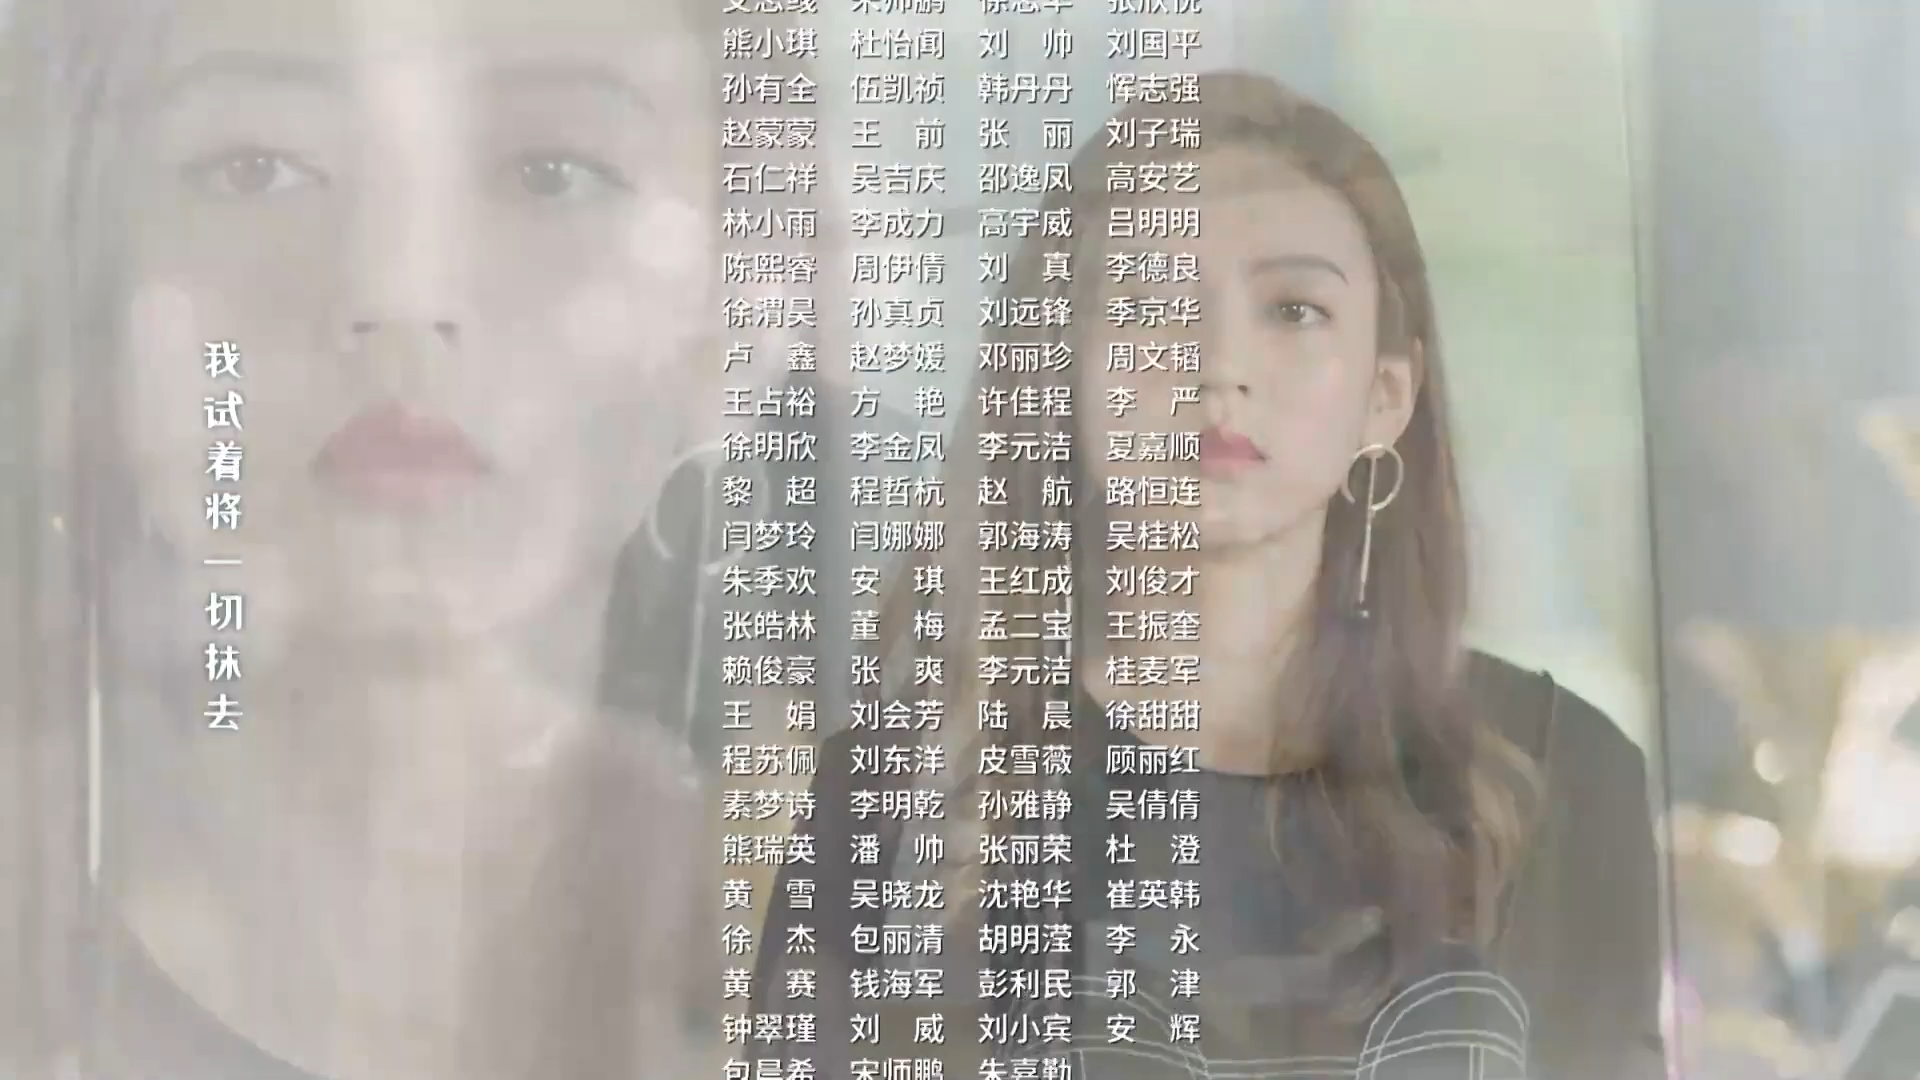 我试着将一切抹去
熊小琪 杜怡闻 刘 帅 刘国平
孙有全 伍凯祯 韩丹丹 恽志强
赵蒙蒙 王 前 张 丽 刘子瑞
石仁祥 吴吉庆 邵逸凤 高安艺
林小雨 李成力 高宇威 吕明明
陈熙睿 周伊倩 刘 真 李德良
徐渭昊 孙真贞 刘远锋 季京华
卢 鑫 赵梦媛 邓丽珍 周文韬
王占裕 方 艳 许佳程 李 严
徐明欣 李金凤 李元洁 夏嘉顺
黎 超 程哲杭 赵 航 路恒连
闫梦玲 闫娜娜 郭海涛 吴桂松
朱季欢 安 琪 王红成 刘俊才
张皓林 董 梅 孟二宝 王振奎
赖俊豪 张 爽 李元洁 桂麦军
王 娟 刘会芳 陆 晨 徐甜甜
程苏佩 刘东洋 皮雪薇 顾丽红
素梦诗 李明乾 孙雅静 吴倩倩
熊瑞英 潘 帅 张丽荣 杜 澄
黄 雪 吴晓龙 沈艳华 崔英韩
徐 杰 包丽清 胡明滢 李 永
黄 赛 钱海军 彭利民 郭 津
钟翠瑾 刘 威 刘小宾 安 辉
包晨希 宋师鹏 朱嘉勤